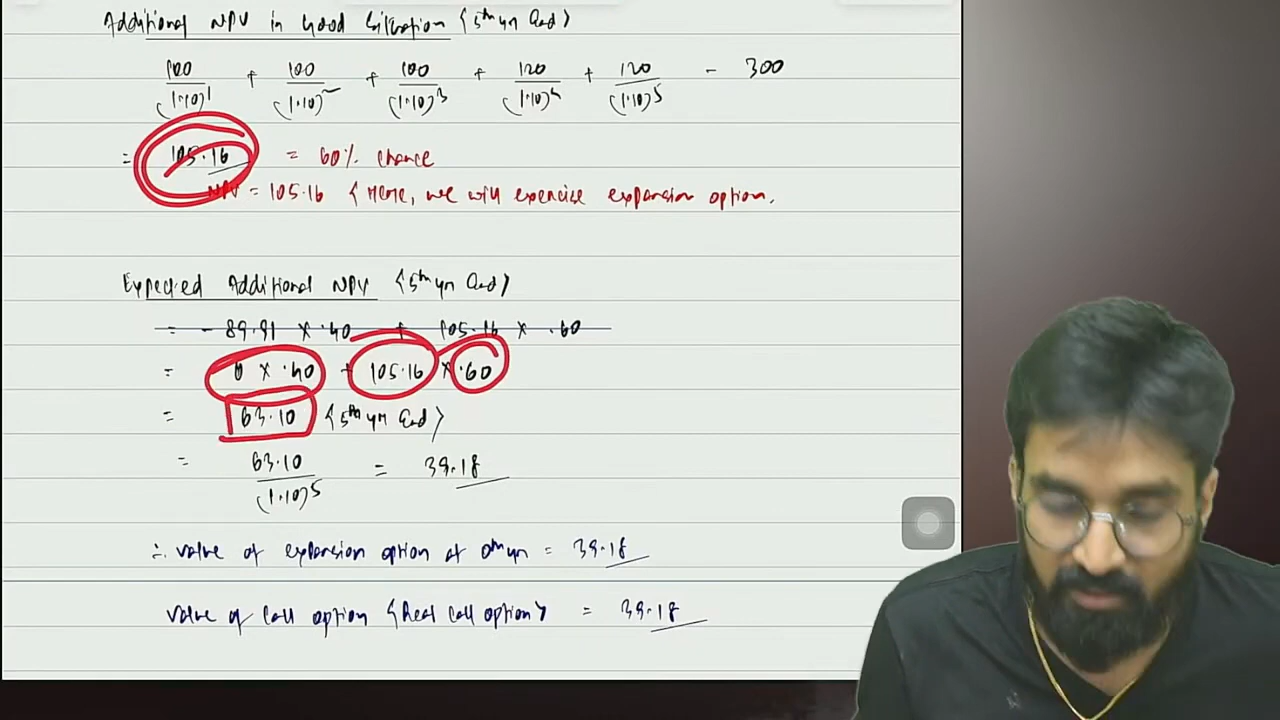 Additional NPV in Good Situation {5th yr End}
100/(1.10)^1 + 100/(1.10)^2 + 100/(1.10)^3 + 120/(1.10)^4 + 120/(1.10)^5 - 300
= 105.16 = 60% chance
NPV = 105.16 {Hence, we will exercise expansion option.
Expected Additional NPV {5th yr End}
= - 89.91 × .40 + 105.16 × .60
= 0 × .40 + 105.16 × .60
= 63.10 {5th yr End}
= 63.10/(1.10)^5 = 39.18
∴ value of expansion option at 0th yr = 39.18
value of call option {Real call option} = 39.18